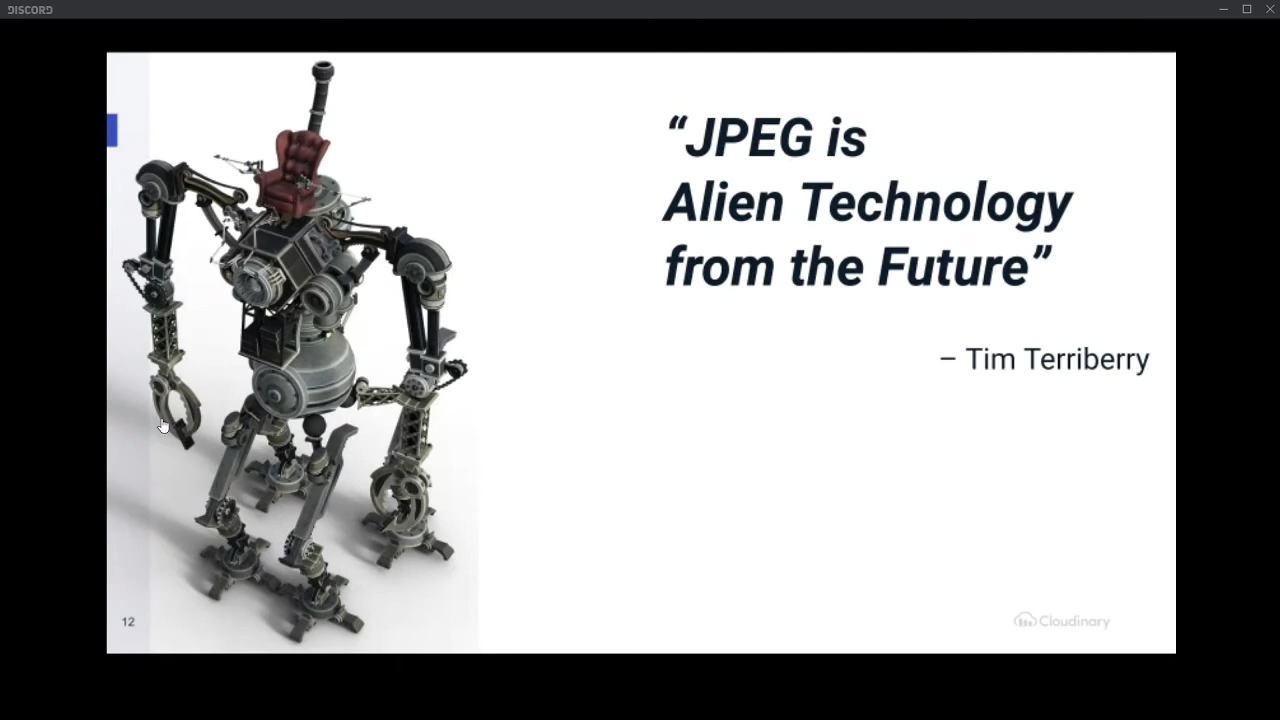 DISCORD
“JPEG is
Alien Technology
from the Future”
– Tim Terriberry
12
Cloudinary